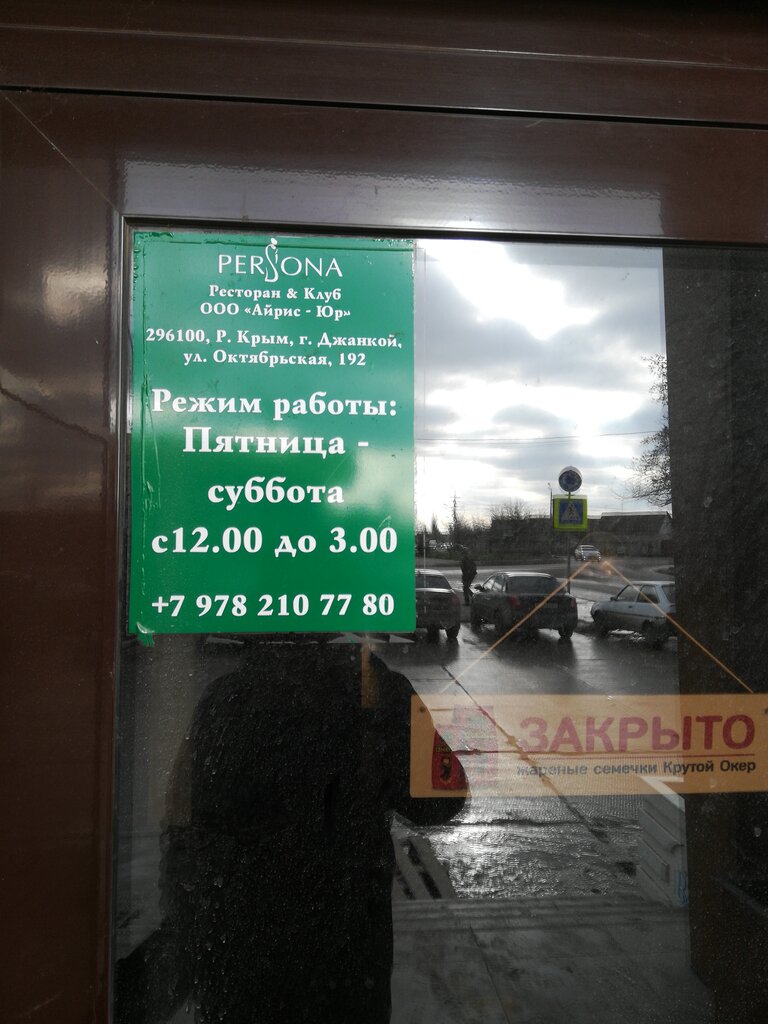 PERSONA
Ресторан & Клуб
ООО «Айрис - Юр»
296100, Р. Крым, г. Джанкой,
ул. Октябрьская, 192
Режим работы:
Пятница -
суббота
с12.00 до 3.00
+7 978 210 77 80
ЗАКРЫТО
жареные семечки Крутой Окер